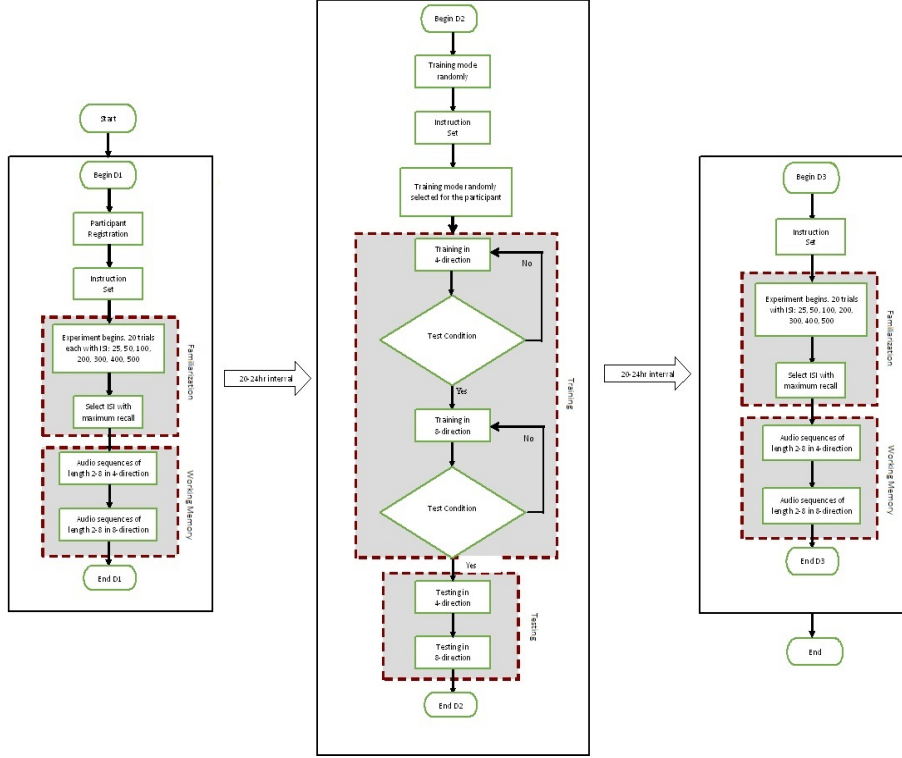 Start
Begin D1
Participant
Registration
Instruction
Set
Experiment begins. 20 trials
each with ISI: 25, 50, 100,
200, 300, 400, 500
Select ISI with
maximum recall
Familiarization
Audio sequences of
length 2-8 in 4-direction
Audio sequences of
length 2-8 in 8-direction
Working Memory
End D1
20-24hr interval
Begin D2
Training mode
randomly
Instruction
Set
Training mode randomly
selected for the participant
Training in
4-direction
No
Test Condition
Yes
Training in
8-direction
No
Test Condition
Yes
Training
Testing in
4-direction
Testing in
8-direction
Testing
End D2
20-24hr interval
Begin D3
Instruction
Set
Experiment begins. 20 trials
with ISI: 25, 50, 100, 200,
300, 400, 500
Select ISI with
maximum recall
Familiarization
Audio sequences of
length 2-8 in 4-direction
Audio sequences of
length 2-8 in 8-direction
Working Memory
End D3
End